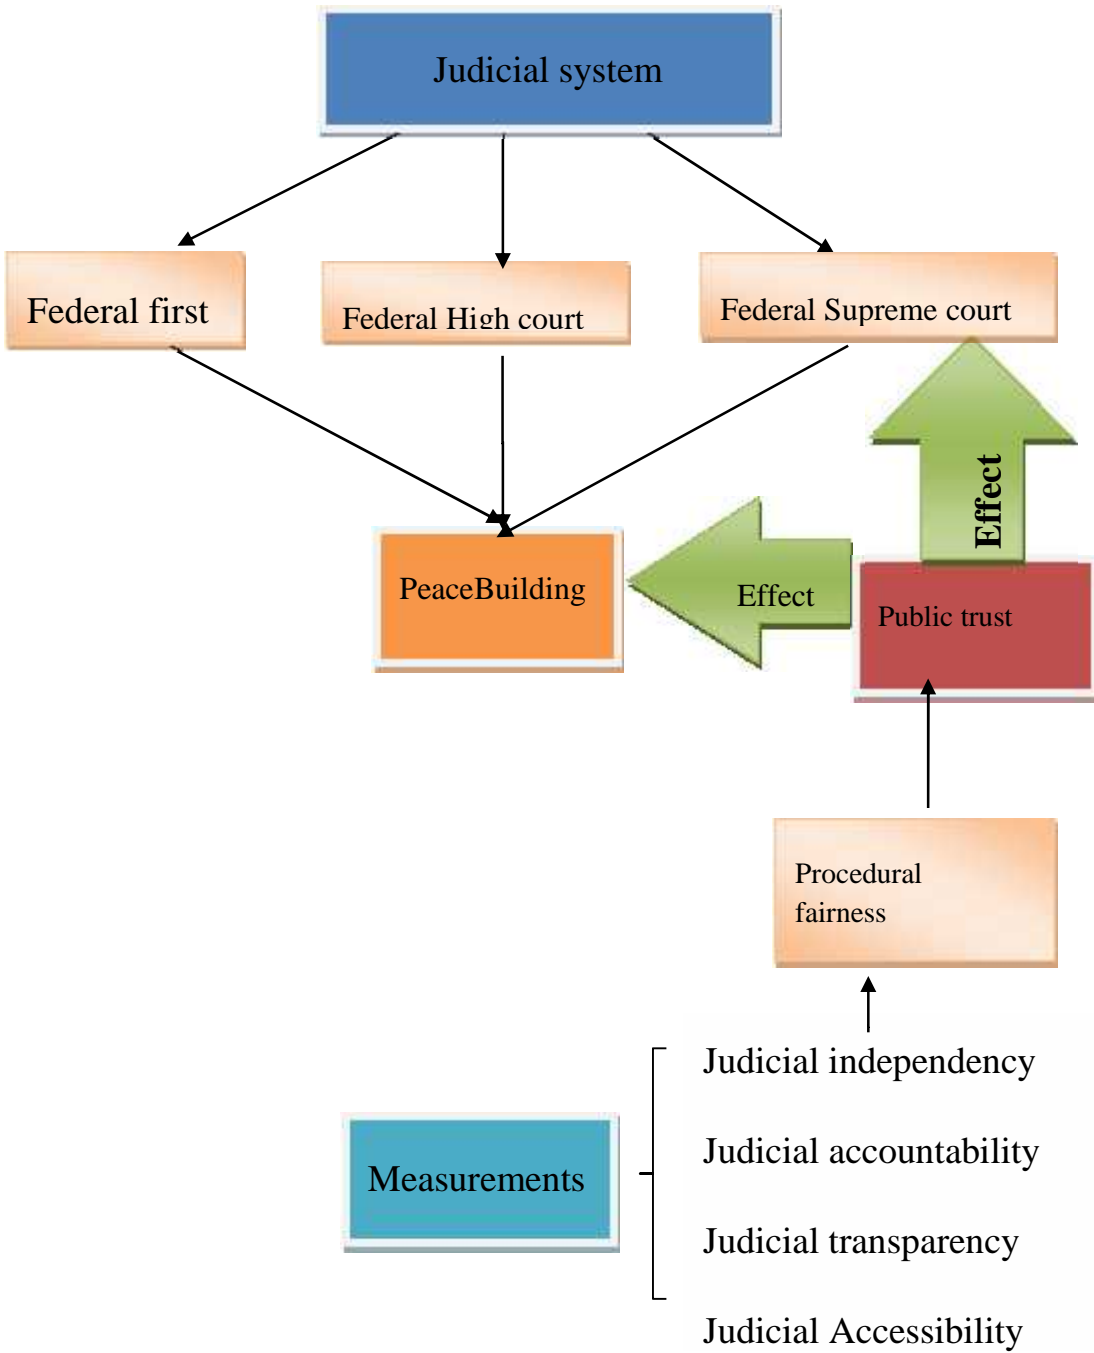 Judicial system
Federal first
Federal High court
Federal Supreme court
Effect
PeaceBuilding
Effect
Public trust
Procedural
fairness
Judicial independency
Judicial accountability
Measurements
Judicial transparency
Judicial Accessibility